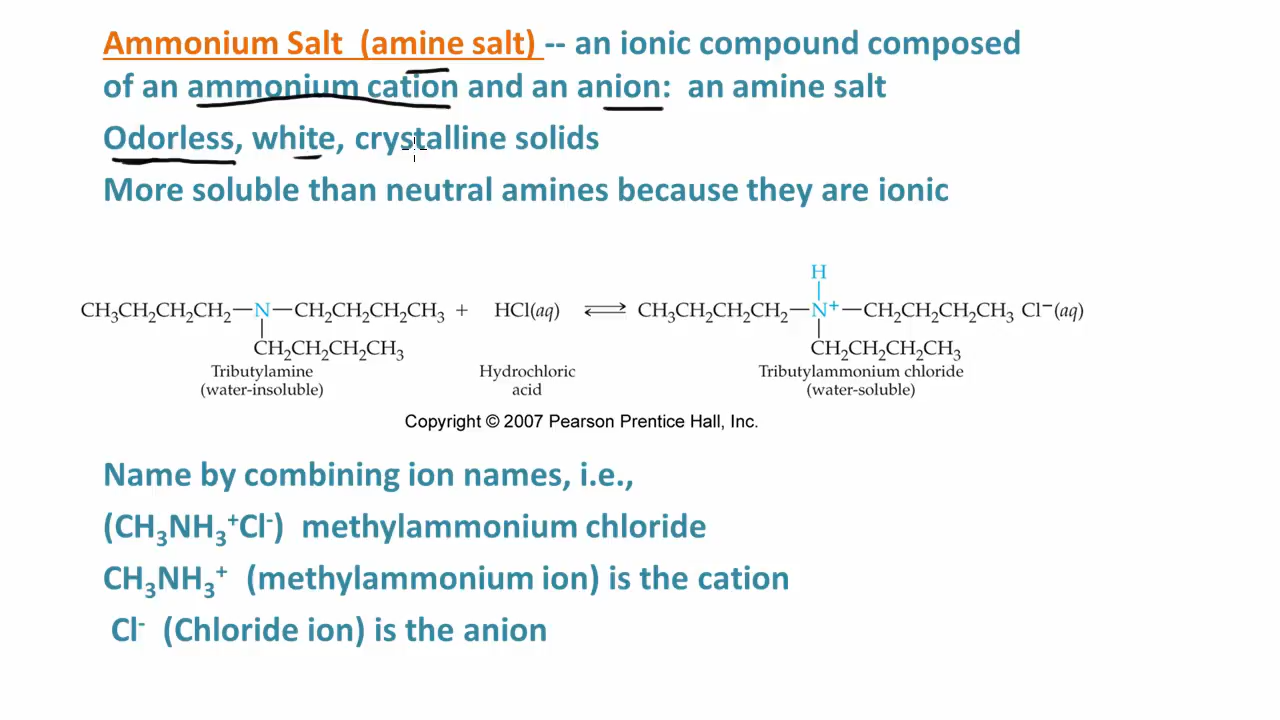 Ammonium Salt (amine salt) -- an ionic compound composed
of an ammonium cation and an anion: an amine salt
Odorless, white, crystalline solids
More soluble than neutral amines because they are ionic
H
CH₃CH₂CH₂CH₂—N—CH₂CH₂CH₂CH₃ + HCl(aq) ⇌ CH₃CH₂CH₂CH₂—N⁺—CH₂CH₂CH₂CH₃ Cl⁻(aq)
CH₂CH₂CH₂CH₃ CH₂CH₂CH₂CH₃
Tributylamine Hydrochloric Tributylammonium chloride
(water-insoluble) acid (water-soluble)
Copyright © 2007 Pearson Prentice Hall, Inc.
Name by combining ion names, i.e.,
(CH₃NH₃⁺Cl⁻) methylammonium chloride
CH₃NH₃⁺ (methylammonium ion) is the cation
Cl⁻ (Chloride ion) is the anion